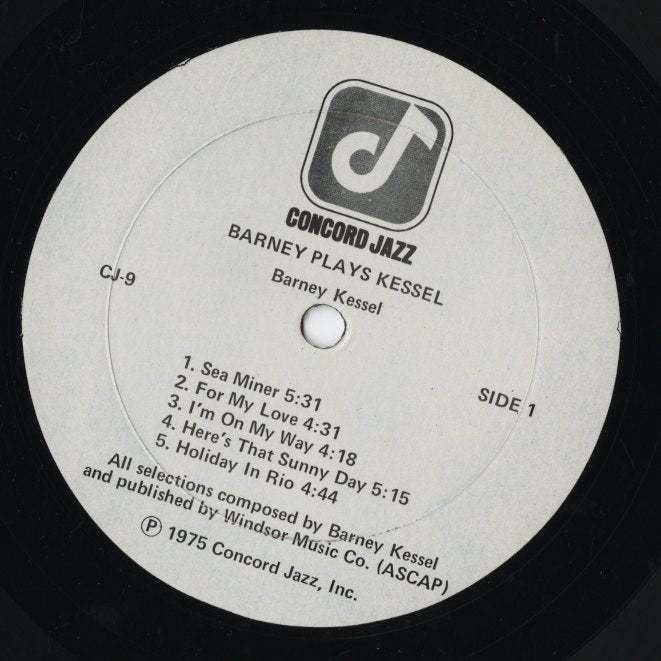 CONCORD JAZZ
BARNEY PLAYS KESSEL
Barney Kessel
CJ-9
SIDE 1
1. Sea Miner 5:31
2. For My Love 4:31
3. I'm On My Way 4:18
4. Here's That Sunny Day 5:15
5. Holiday In Rio 4:44
All selections composed by Barney Kessel
and published by Windsor Music Co. (ASCAP)
℗ 1975 Concord Jazz, Inc.